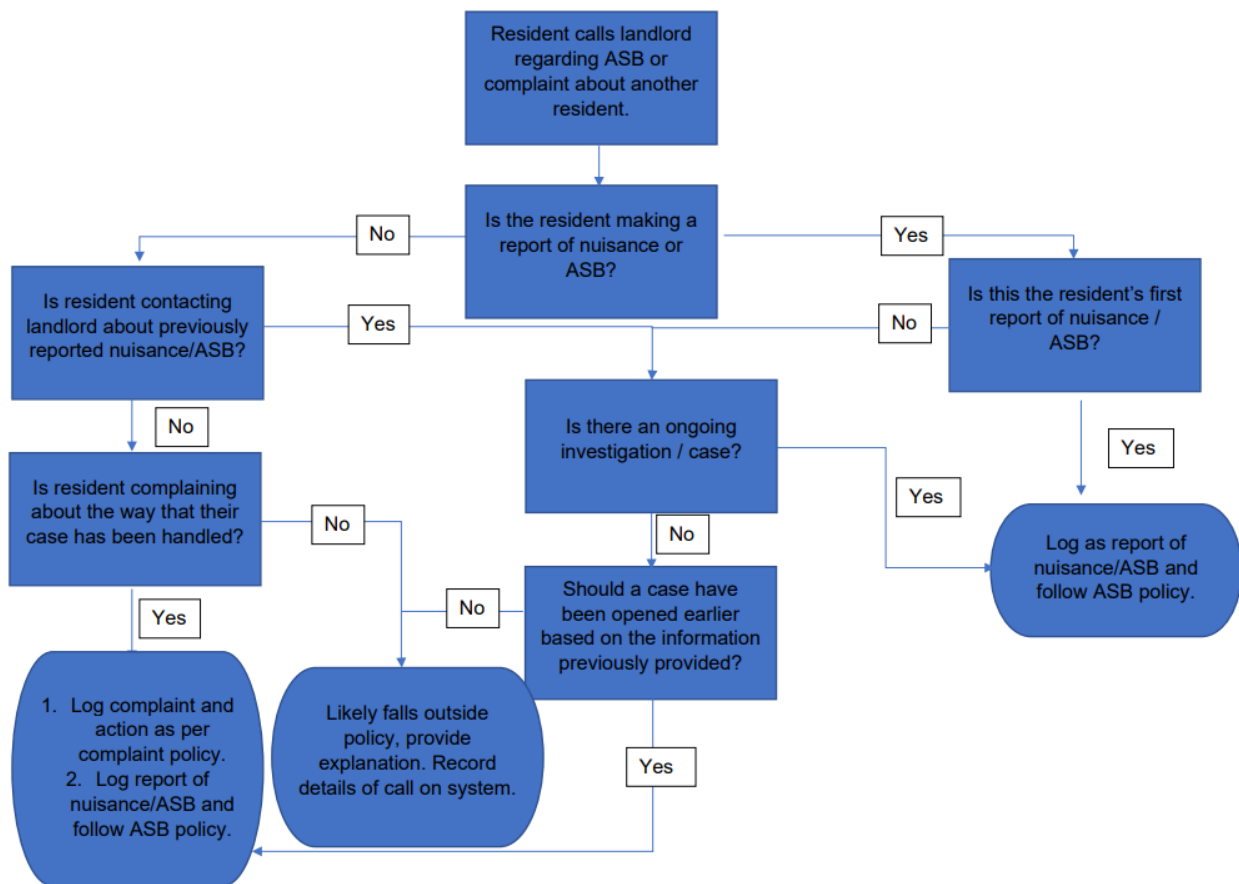 Resident calls landlord
regarding ASB or
complaint about another
resident.
Is the resident making a
report of nuisance or
ASB?
No
Yes
Is resident contacting
landlord about previously
reported nuisance/ASB?
Yes
No
Is this the resident’s first
report of nuisance /
ASB?
No
Is there an ongoing
investigation / case?
Yes
Yes
Is resident complaining
about the way that their
case has been handled?
No
No
Log as report of
nuisance/ASB and
follow ASB policy.
Should a case have
been opened earlier
based on the information
previously provided?
No
Yes
1. Log complaint and
action as per
complaint policy.
2. Log report of
nuisance/ASB and
follow ASB policy.
Likely falls outside
policy, provide
explanation. Record
details of call on system.
Yes